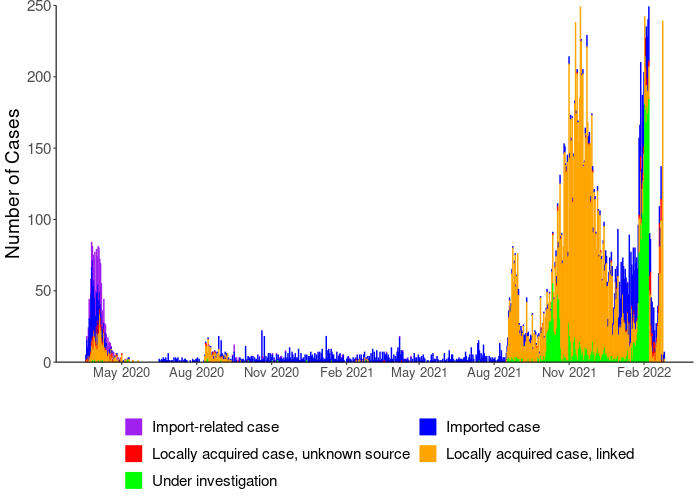 Number of Cases
250
200
150
100
50
0
May 2020 Aug 2020 Nov 2020 Feb 2021 May 2021 Aug 2021 Nov 2021 Feb 2022
Import-related case Imported case
Locally acquired case, unknown source Locally acquired case, linked
Under investigation